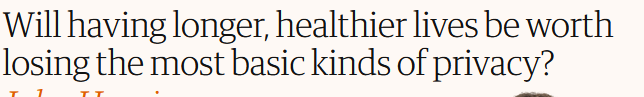 Will having longer, healthier lives be worth
losing the most basic kinds of privacy?